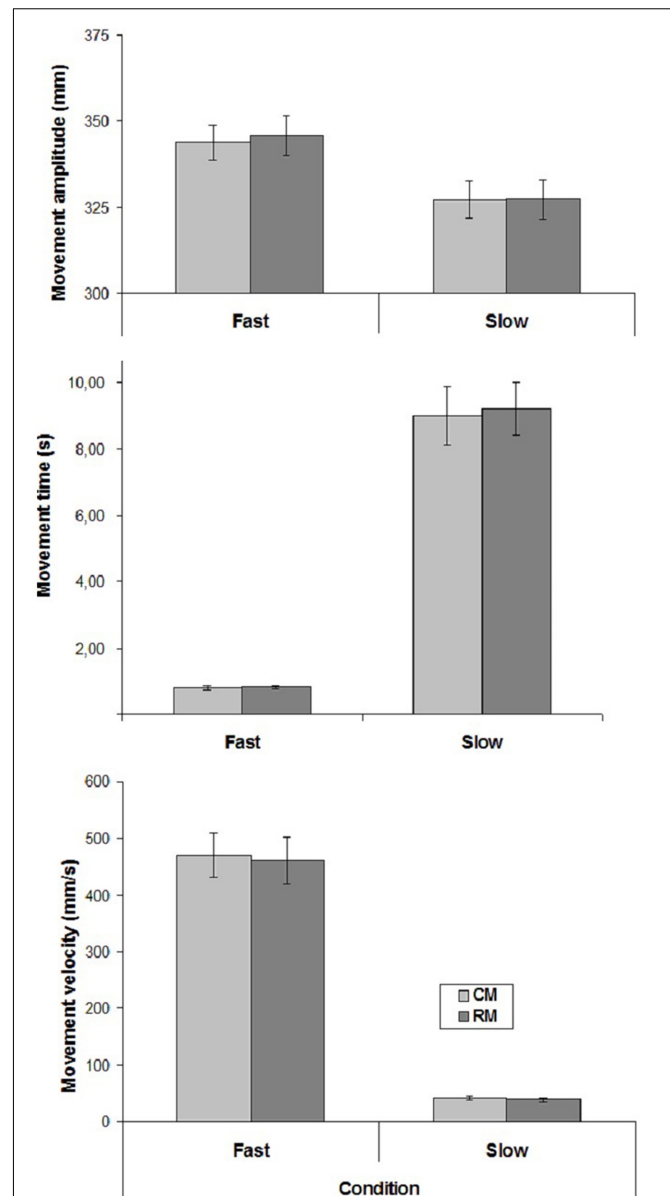 Movement amplitude (mm)
375
350
325
300
Fast
Slow
Movement time (s)
10,00
8,00
6,00
4,00
2,00
Fast
Slow
Movement velocity (mm/s)
600
500
400
300
200
100
0
CM
RM
Fast
Slow
Condition